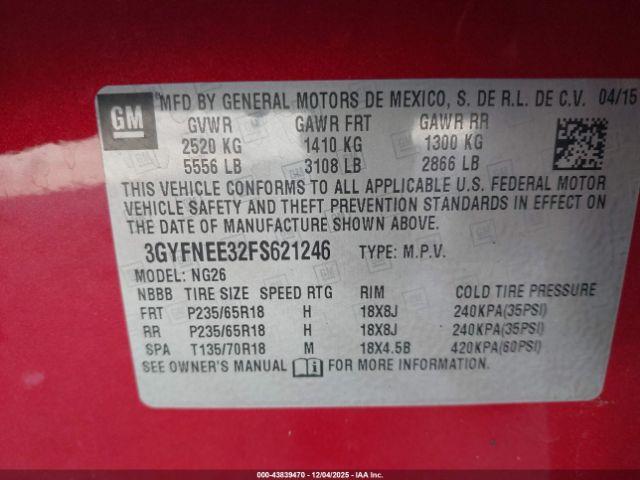 GM
MFD BY GENERAL MOTORS DE MEXICO, S. DE R.L. DE C.V. 04/15
GVWR GAWR FRT GAWR RR
2520 KG 1410 KG 1300 KG
5556 LB 3108 LB 2866 LB
THIS VEHICLE CONFORMS TO ALL APPLICABLE U.S. FEDERAL MOTOR
VEHICLE SAFETY AND THEFT PREVENTION STANDARDS IN EFFECT ON
THE DATE OF MANUFACTURE SHOWN ABOVE.
3GYFNEE32FS621246 TYPE: M.P.V.
MODEL: NG26
NBBB TIRE SIZE SPEED RTG RIM COLD TIRE PRESSURE
FRT P235/65R18 H 18X8J 240KPA(35PSI)
RR P235/65R18 H 18X8J 240KPA(35PSI)
SPA T135/70R18 M 18X4.5B 420KPA(60PSI)
SEE OWNER'S MANUAL FOR MORE INFORMATION.
000-43839470 - 12/04/2025 - IAAI.COM